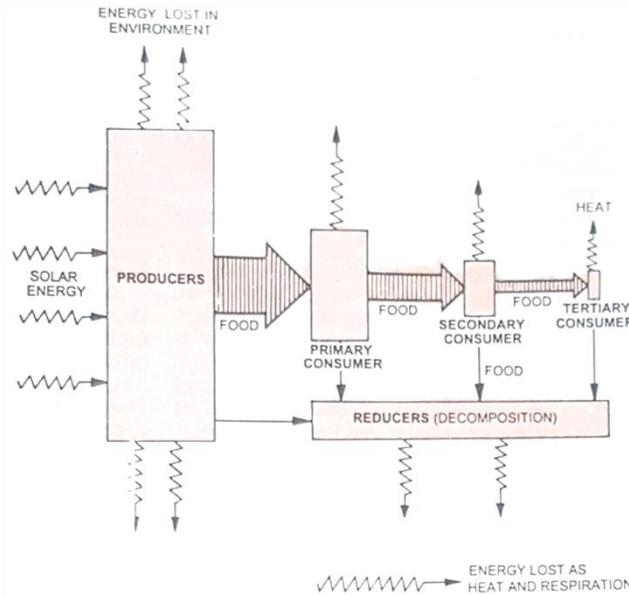 ENERGY LOST IN
ENVIRONMENT
HEAT
SOLAR
ENERGY
PRODUCERS
FOOD
FOOD
FOOD
PRIMARY
CONSUMER
SECONDARY
CONSUMER
TERTIARY
CONSUMER
FOOD
REDUCERS (DECOMPOSITION)
ENERGY LOST AS
HEAT AND RESPIRATION